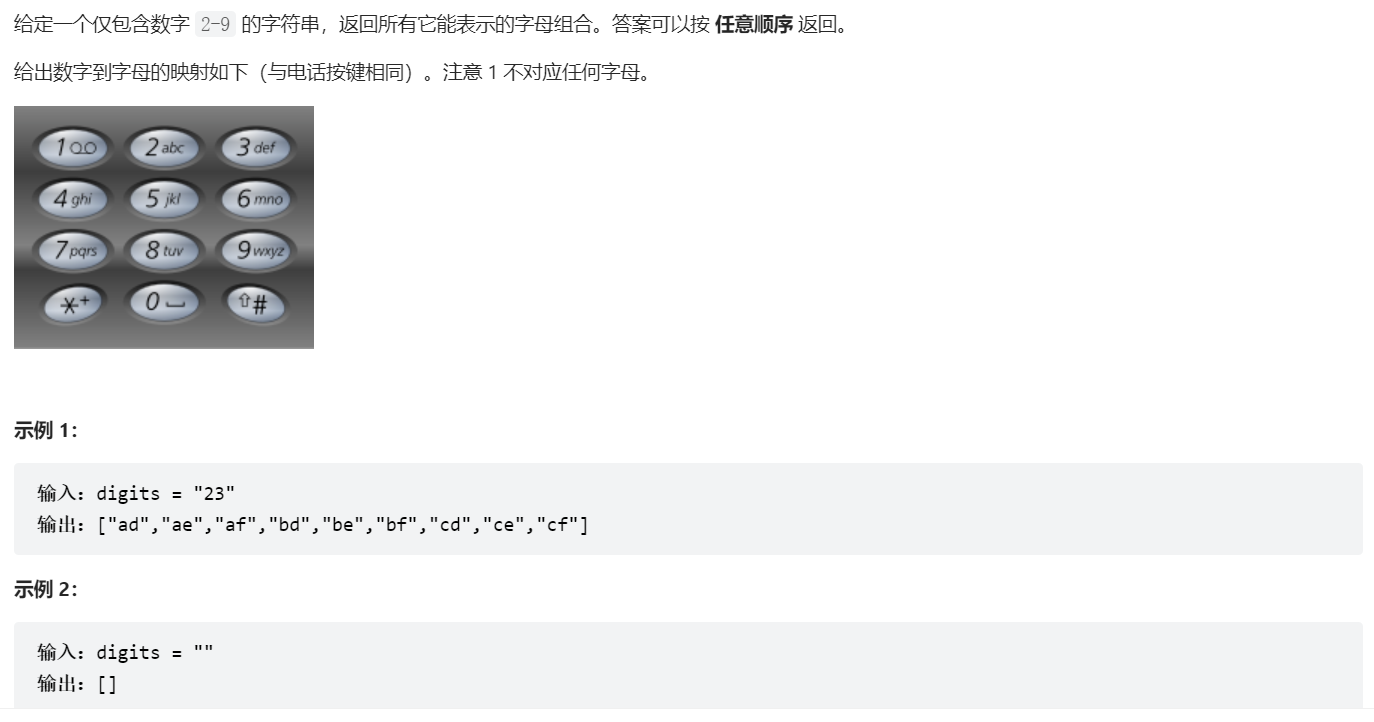 给定一个仅包含数字 2-9 的字符串，返回所有它能表示的字母组合。答案可以按 任意顺序 返回。
给出数字到字母的映射如下（与电话按键相同）。注意 1 不对应任何字母。
1 2 abc 3 def
4 ghi 5 jkl 6 mno
7 pqrs 8 tuv 9 wxyz
*+ 0 ⇧#
示例 1：
输入：digits = "23"
输出：["ad","ae","af","bd","be","bf","cd","ce","cf"]
示例 2：
输入：digits = ""
输出：[]